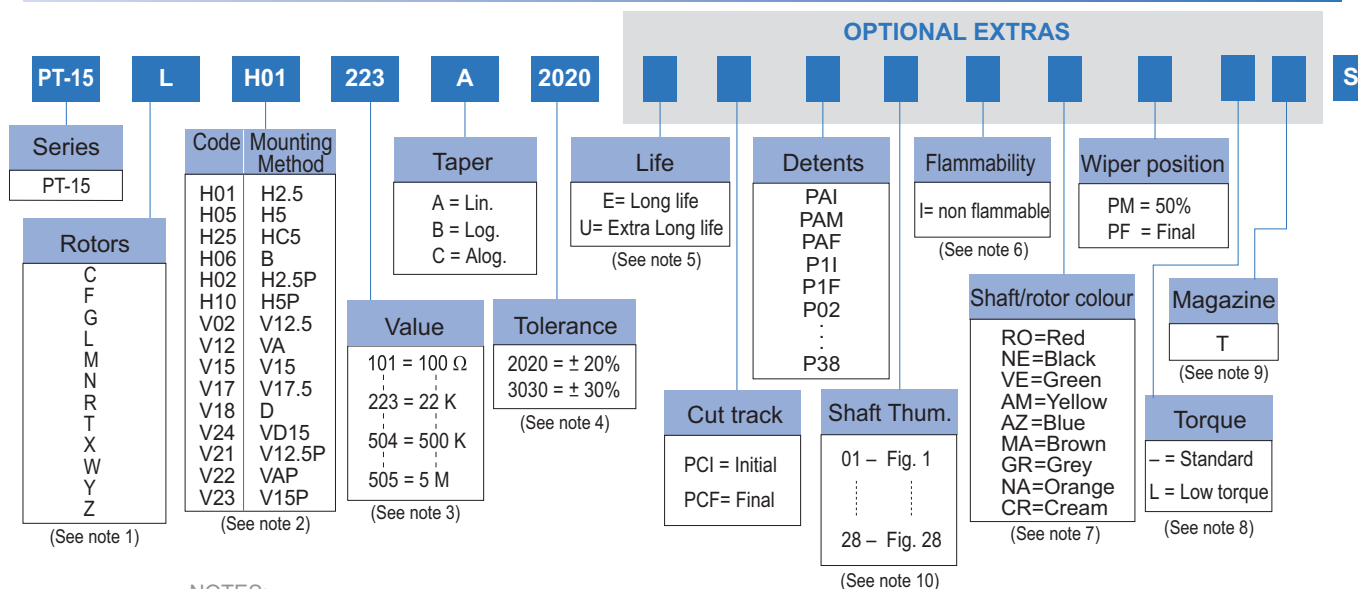 OPTIONAL EXTRAS
PT-15 L H01 223 A 2020 S
Series
PT-15
Rotors
C
F
G
L
M
N
R
T
X
W
Y
Z
(See note 1)
Code Mounting Method
H01 H2.5
H05 H5
H25 HC5
H06 B
H02 H2.5P
H10 H5P
V02 V12.5
V12 VA
V15 V15
V17 V17.5
V18 D
V24 VD15
V21 V12.5P
V22 VAP
V23 V15P
(See note 2)
Value
101 = 100 Ω
223 = 22 K
504 = 500 K
505 = 5 M
(See note 3)
Taper
A = Lin.
B = Log.
C = Alog.
Tolerance
2020 = ± 20%
3030 = ± 30%
(See note 4)
Life
E= Long life
U= Extra Long life
(See note 5)
Cut track
PCI = Initial
PCF= Final
Detents
PAI
PAM
PAF
P1I
P1F
P02
.
.
.
P38
Shaft Thum.
01 – Fig. 1
28 – Fig. 28
(See note 10)
Flammability
I= non flammable
(See note 6)
Shaft/rotor colour
RO=Red
NE=Black
VE=Green
AM=Yellow
AZ=Blue
MA=Brown
GR=Grey
NA=Orange
CR=Cream
(See note 7)
Wiper position
PM = 50%
PF = Final
Torque
– = Standard
L = Low torque
(See note 8)
Magazine
T
(See note 9)
NOTES: